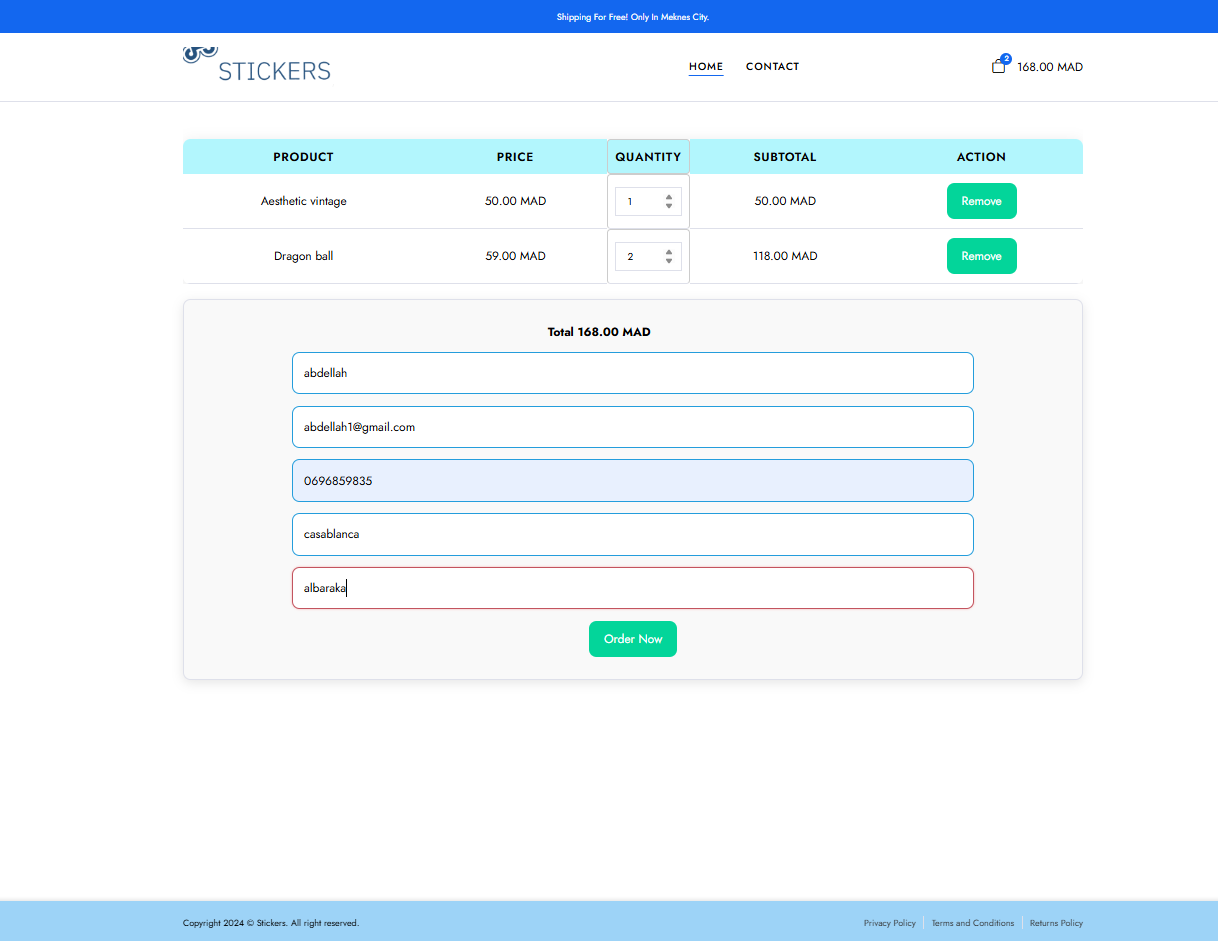 Shipping For Free! Only In Meknes City.
STICKERS
HOME CONTACT
2 168.00 MAD
PRODUCT PRICE QUANTITY SUBTOTAL ACTION
Aesthetic vintage 50.00 MAD 1 50.00 MAD Remove
Dragon ball 59.00 MAD 2 118.00 MAD Remove
Total 168.00 MAD
abdellah
abdellah1@gmail.com
0696859835
casablanca
albaraka
Order Now
Copyright 2024 © Stickers. All right reserved.
Privacy Policy Terms and Conditions Returns Policy